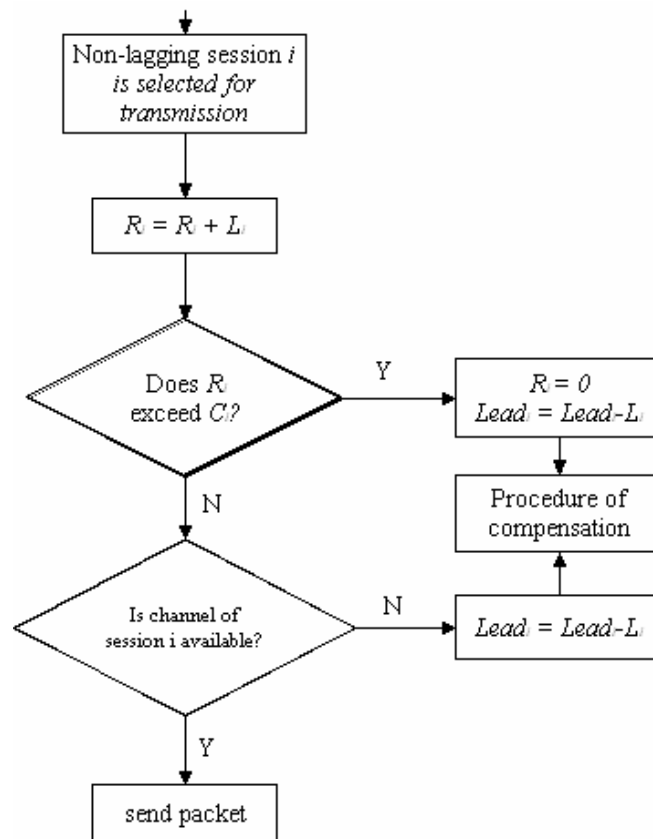 Non-lagging session i
is selected for
transmission
Rᵢ = Rᵢ + Lᵢ
Does Rᵢ
exceed Cᵢ?
Y
Rᵢ = 0
Leadᵢ = Leadᵢ-Lᵢ
N
Procedure of
compensation
Is channel of
session i available?
N
Leadᵢ = Leadᵢ-Lᵢ
Y
send packet